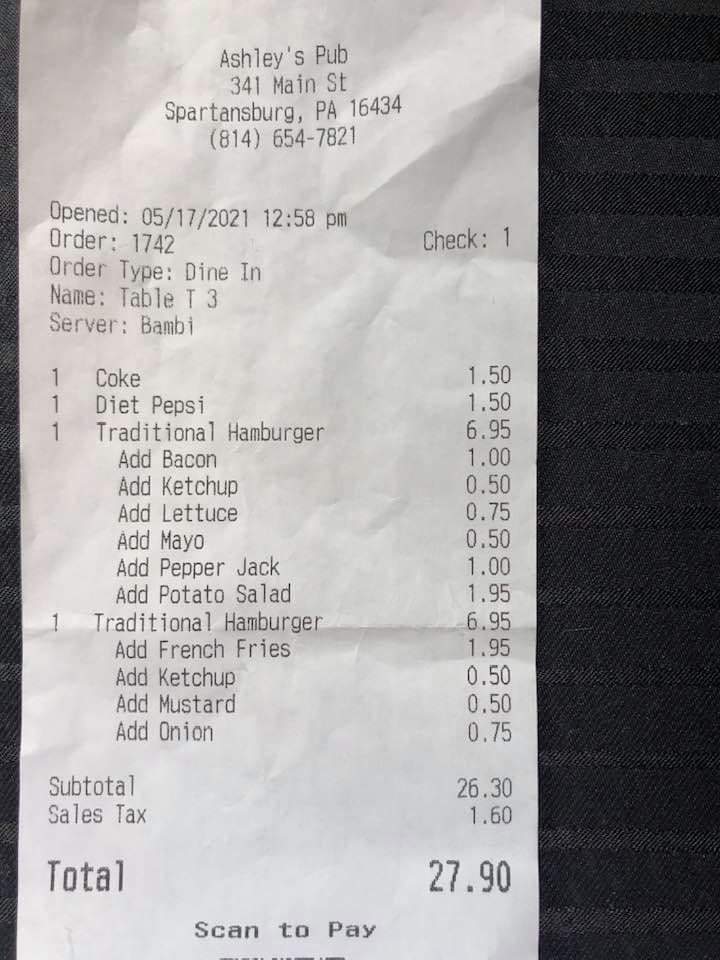 Ashley's Pub
341 Main St
Spartansburg, PA 16434
(814) 654-7821
Opened: 05/17/2021 12:58 pm
Order: 1742 Check: 1
Order Type: Dine In
Name: Table T 3
Server: Bambi
1 Coke 1.50
1 Diet Pepsi 1.50
1 Traditional Hamburger 6.95
Add Bacon 1.00
Add Ketchup 0.50
Add Lettuce 0.75
Add Mayo 0.50
Add Pepper Jack 1.00
Add Potato Salad 1.95
1 Traditional Hamburger 6.95
Add French Fries 1.95
Add Ketchup 0.50
Add Mustard 0.50
Add Onion 0.75
Subtotal 26.30
Sales Tax 1.60
Total 27.90
Scan to Pay